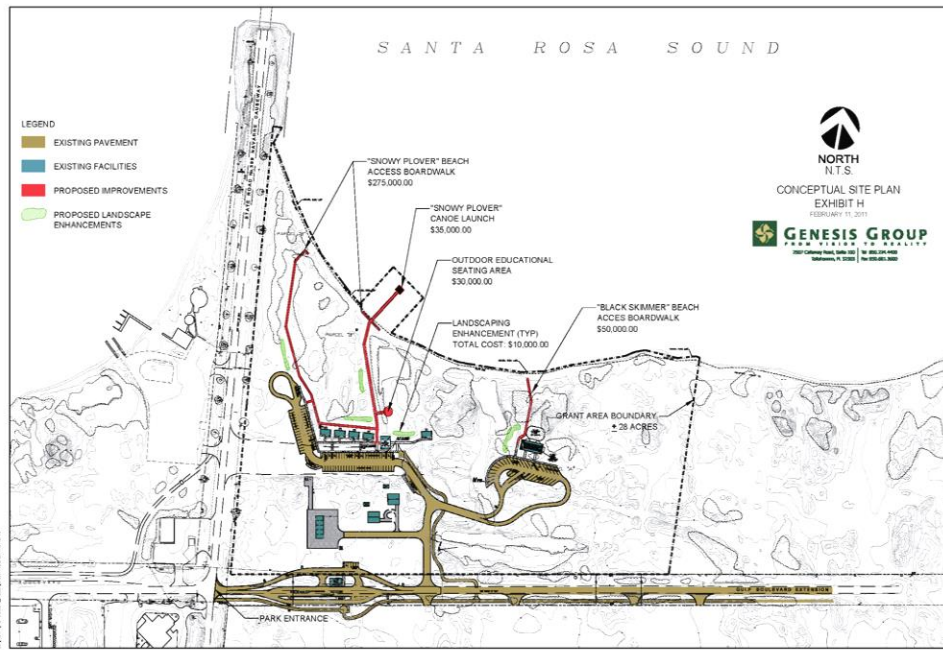 SANTA ROSA SOUND
LEGEND
EXISTING PAVEMENT
EXISTING FACILITIES
PROPOSED IMPROVEMENTS
PROPOSED LANDSCAPE
ENHANCEMENTS
"SNOWY PLOVER" BEACH
ACCESS BOARDWALK
$275,000.00
"SNOWY PLOVER"
CANOE LAUNCH
$35,000.00
OUTDOOR EDUCATIONAL
SEATING AREA
$30,000.00
LANDSCAPING
ENHANCEMENT (TYP)
TOTAL COST: $10,000.00
"BLACK SKIMMER" BEACH
ACCES BOARDWALK
$50,000.00
NORTH
N.T.S.
CONCEPTUAL SITE PLAN
EXHIBIT H
FEBRUARY 11, 2011
GENESIS GROUP
FROM VISION TO REALITY
GRANT AREA BOUNDARY
± 28 ACRES
PARCEL "B"
GULF BOULEVARD EXTENSION
PARK ENTRANCE